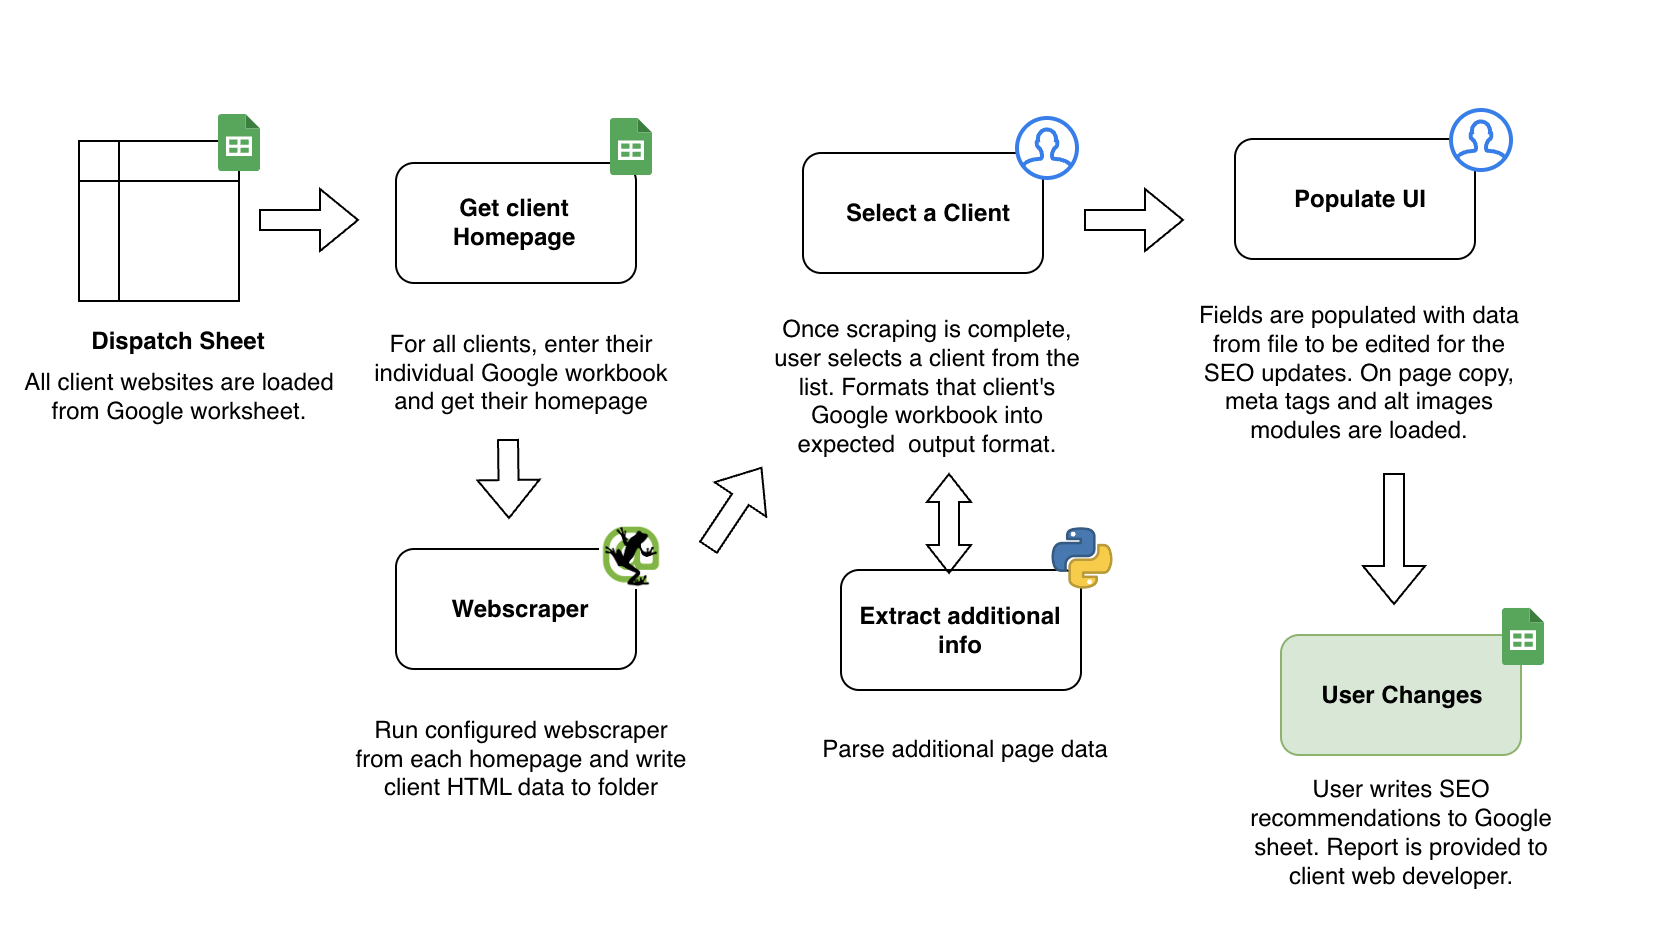 Dispatch Sheet
All client websites are loaded
from Google worksheet.
Get client
Homepage
For all clients, enter their
individual Google workbook
and get their homepage
Webscraper
Run configured webscraper
from each homepage and write
client HTML data to folder
Select a Client
Once scraping is complete,
user selects a client from the
list. Formats that client's
Google workbook into
expected  output format.
Extract additional
info
Parse additional page data
Populate UI
Fields are populated with data
from file to be edited for the
SEO updates. On page copy,
meta tags and alt images
modules are loaded.
User Changes
User writes SEO
recommendations to Google
sheet. Report is provided to
client web developer.